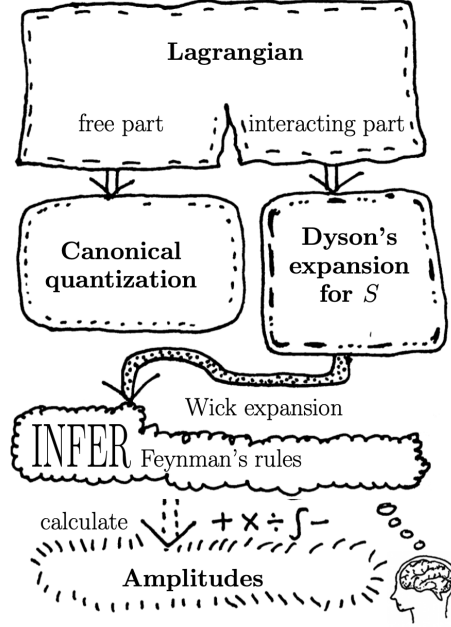 Lagrangian
free part
interacting part
Canonical
quantization
Dyson's
expansion
for S
Wick expansion
INFER Feynman's rules
calculate + × ÷ ∫ −
Amplitudes